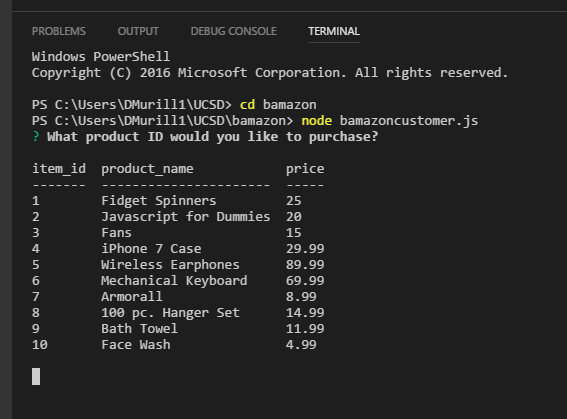 PROBLEMS OUTPUT DEBUG CONSOLE TERMINAL
Windows PowerShell
Copyright (C) 2016 Microsoft Corporation. All rights reserved.
PS C:\Users\DMurill1\UCSD> cd bamazon
PS C:\Users\DMurill1\UCSD\bamazon> node bamazoncustomer.js
? What product ID would you like to purchase?
item_id product_name price
------- ---------------------- -----
1 Fidget Spinners 25
2 Javascript for Dummies 20
3 Fans 15
4 iPhone 7 Case 29.99
5 Wireless Earphones 89.99
6 Mechanical Keyboard 69.99
7 Armorall 8.99
8 100 pc. Hanger Set 14.99
9 Bath Towel 11.99
10 Face Wash 4.99